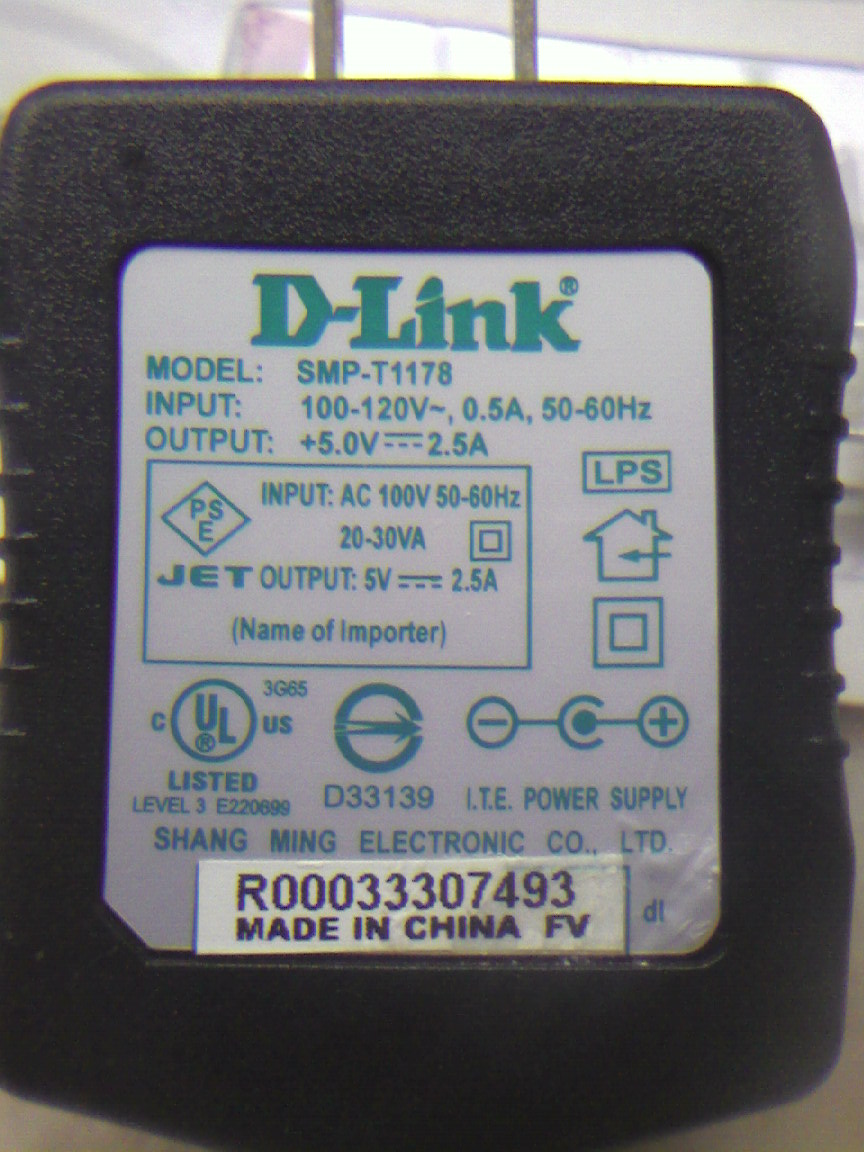 D-Link®
MODEL: SMP-T1178
INPUT: 100-120V~, 0.5A, 50-60Hz
OUTPUT: +5.0V⎓2.5A
LPS
PS
E
INPUT: AC 100V 50-60Hz
20-30VA
JET OUTPUT: 5V⎓2.5A
(Name of Importer)
3G65
C UL® US
LISTED
LEVEL 3 E220699
D33139
I.T.E. POWER SUPPLY
SHANG MING ELECTRONIC CO., LTD.
R00033307493
MADE IN CHINA FV
dl